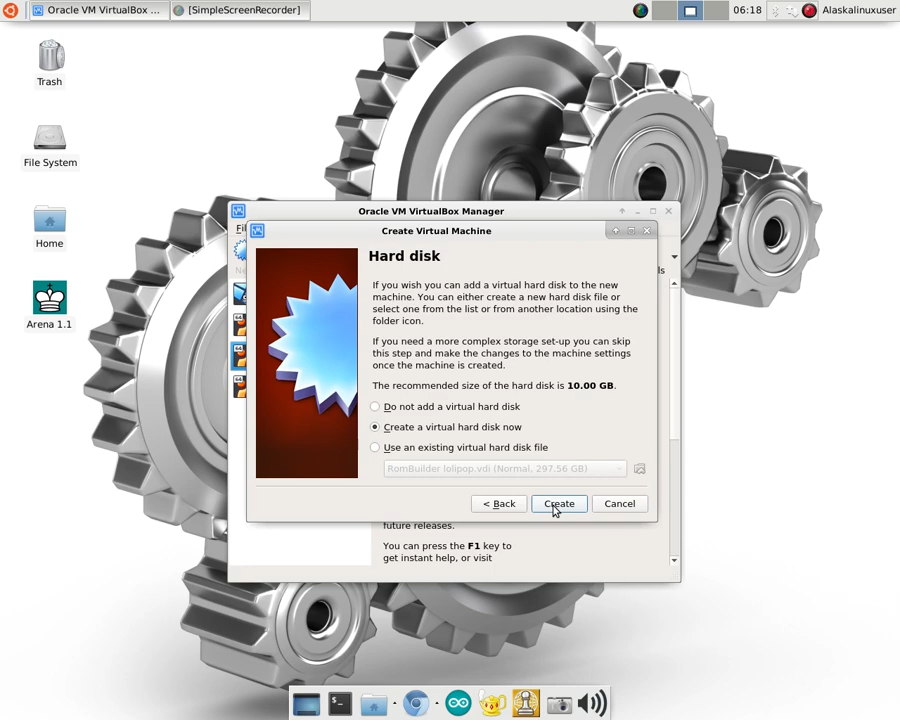 Oracle VM VirtualBox ...
[SimpleScreenRecorder]
06:18
Alaskalinuxuser
Trash
File System
Home
Arena 1.1
Oracle VM VirtualBox Manager
Create Virtual Machine
Hard disk
If you wish you can add a virtual hard disk to the new
machine. You can either create a new hard disk file or
select one from the list or from another location using the
folder icon.
If you need a more complex storage set-up you can skip
this step and make the changes to the machine settings
once the machine is created.
The recommended size of the hard disk is 10.00 GB.
Do not add a virtual hard disk
Create a virtual hard disk now
Use an existing virtual hard disk file
RomBuilder lolipop.vdi (Normal, 297.56 GB)
< Back
Create
Cancel
future releases.
You can press the F1 key to
get instant help, or visit